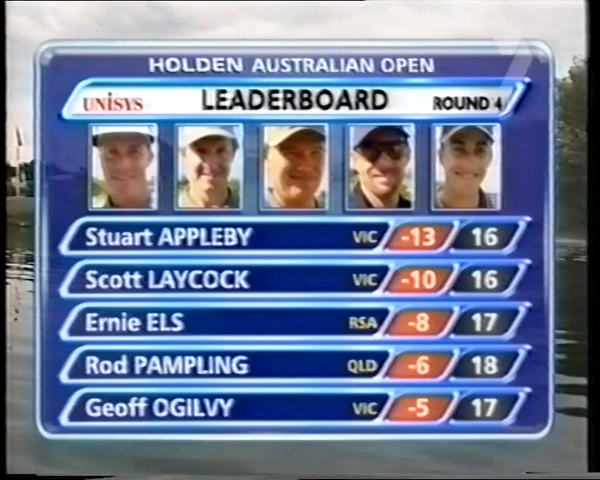 HOLDEN AUSTRALIAN OPEN
UNISYS LEADERBOARD ROUND 4
Stuart APPLEBY VIC -13 16
Scott LAYCOCK VIC -10 16
Ernie ELS RSA -8 17
Rod PAMPLING QLD -6 18
Geoff OGILVY VIC -5 17